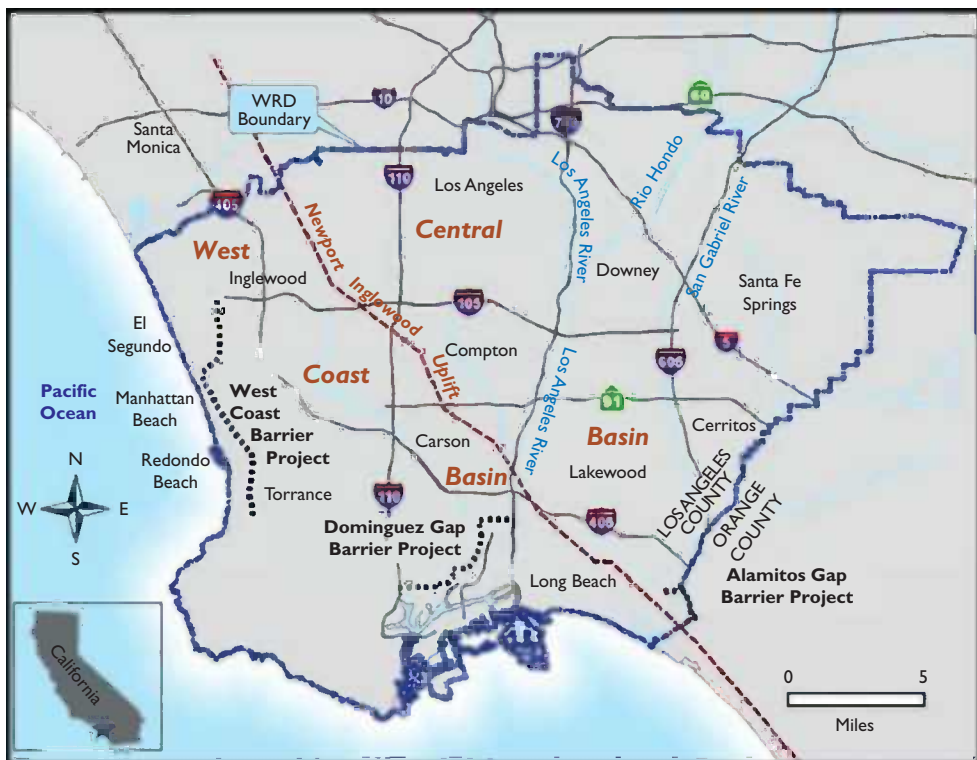 WRD
Boundary
10
60
Santa
Monica
Los Angeles
110
405
Los Angeles River
Rio Hondo
San Gabriel River
West
Newport Inglewood Uplift
Central
Downey
Santa Fe
Springs
Inglewood
105
5
El
Segundo
Compton
605
Coast
Pacific
Ocean
Manhattan
Beach
West
Coast
Barrier
Project
Los Angeles River
Basin
Cerritos
Carson
Redondo
Beach
Basin
Lakewood
LOS ANGELES
COUNTY
ORANGE
COUNTY
N
W E
S
Torrance
110
405
Dominguez Gap
Barrier Project
Long Beach
Alamitos Gap
Barrier Project
California
0 5
Miles